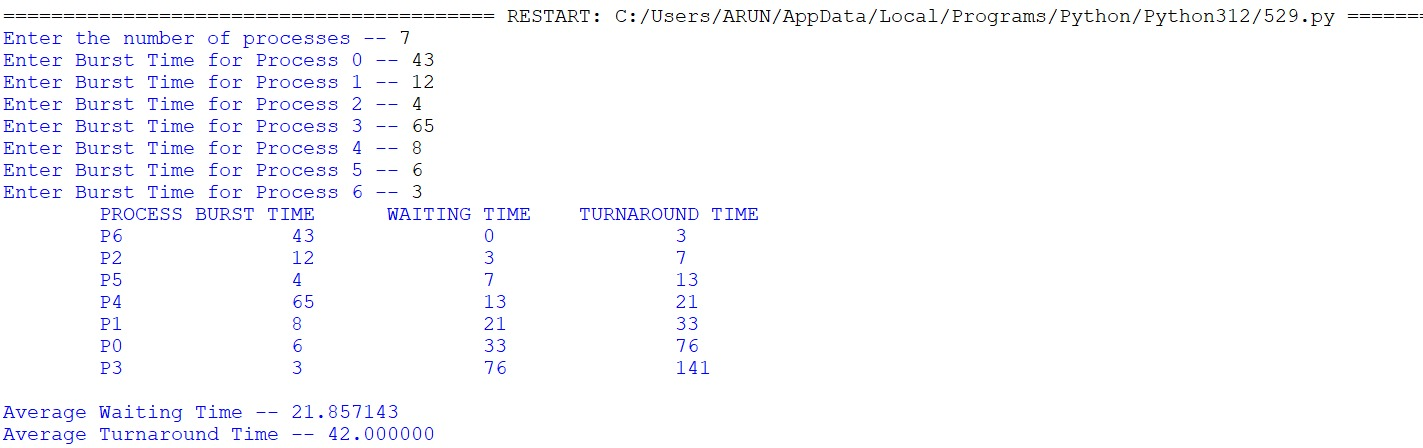 ========================================= RESTART: C:/Users/ARUN/AppData/Local/Programs/Python/Python312/529.py =======
Enter the number of processes -- 7
Enter Burst Time for Process 0 -- 43
Enter Burst Time for Process 1 -- 12
Enter Burst Time for Process 2 -- 4
Enter Burst Time for Process 3 -- 65
Enter Burst Time for Process 4 -- 8
Enter Burst Time for Process 5 -- 6
Enter Burst Time for Process 6 -- 3
PROCESS BURST TIME WAITING TIME TURNAROUND TIME
P6 43 0 3
P2 12 3 7
P5 4 7 13
P4 65 13 21
P1 8 21 33
P0 6 33 76
P3 3 76 141
Average Waiting Time -- 21.857143
Average Turnaround Time -- 42.000000